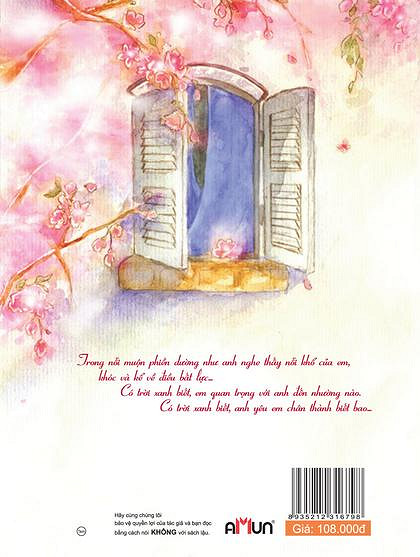 Trong nỗi muộn phiền dường như anh nghe thấy nỗi khổ của em,
khóc và kể về điều bất lực...
Có trời xanh biết, em quan trọng với anh đến nhường nào.
Có trời xanh biết, anh yêu em chân thành biết bao...
Hãy cùng chúng tôi
bảo vệ quyền lợi của tác giả và bạn đọc
bằng cách nói KHÔNG với sách lậu.
AMUN
8 935212 316798
Giá: 108.000đ